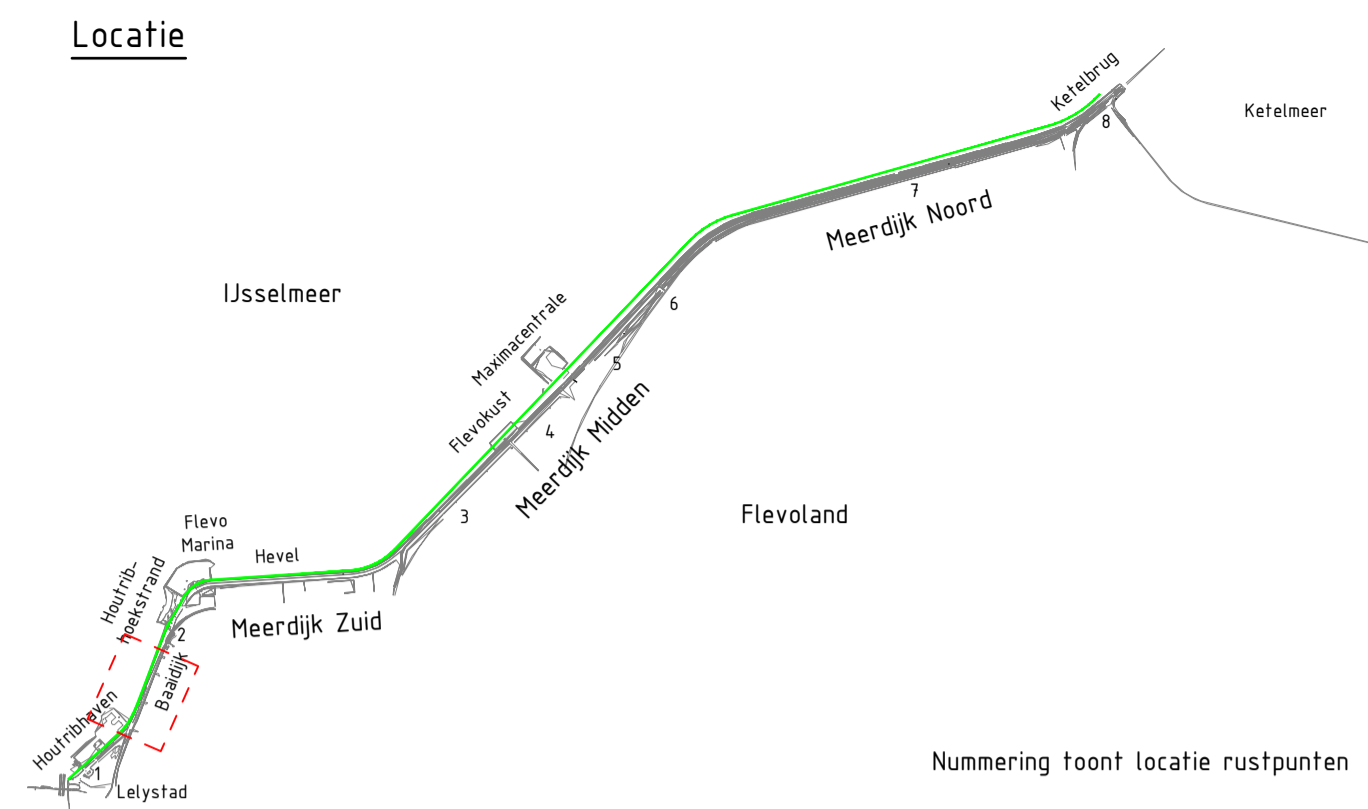 Locatie
Ketelbrug
Ketelmeer
8
7
Meerdijk Noord
IJsselmeer
6
Maximacentrale
5
Flevokust
4
Meerdijk Midden
3
Flevoland
Flevo
Marina
Hevel
Houtrib-
hoekstrand
Meerdijk Zuid
2
Baaidijk
Houtribhaven
1
Lelystad
Nummering toont locatie rustpunten